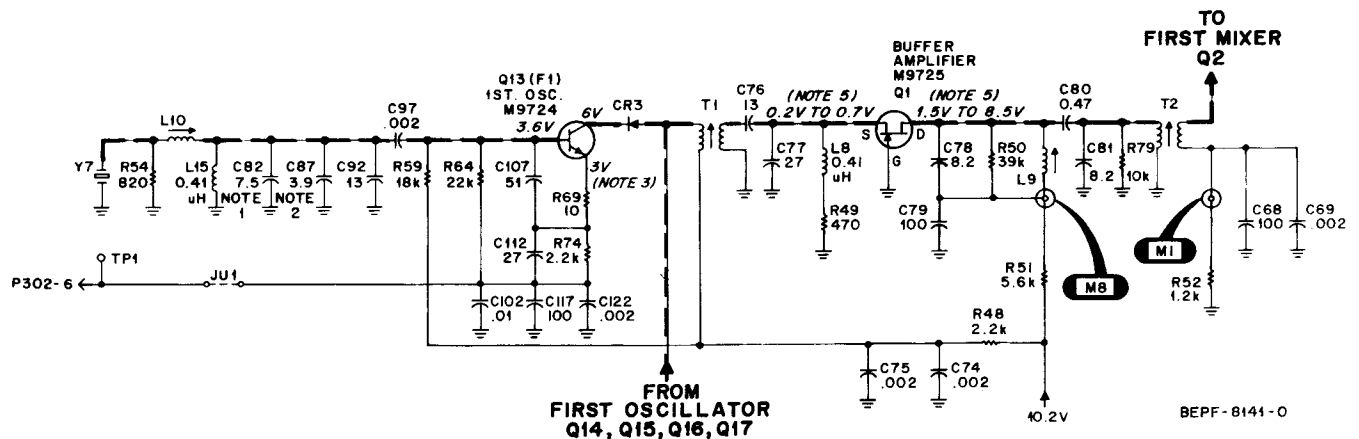 TO
FIRST MIXER
Q2
BUFFER
AMPLIFIER
M9725
Q1
Q13 (F1)
1ST. OSC.
M9724
6V
3.6V
3V
(NOTE 3)
CR3
T1
C76
13
(NOTE 5)
0.2V TO 0.7V
S
D
G
(NOTE 5)
1.5V TO 8.5V
C80
0.47
T2
L10
C97
.002
Y7
R54
820
L15
0.41
uH
C82
7.5
NOTE
1
C87
3.9
NOTE
2
C92
13
R59
18k
R64
22k
C107
51
R69
10
C112
27
R74
2.2k
C77
27
L8
0.41
uH
R49
470
C78
8.2
R50
39k
L9
C81
8.2
R79
10k
C79
100
M8
M1
C68
100
C69
.002
R52
1.2k
R51
5.6k
R48
2.2k
TP1
P302-6
JU1
C102
.01
C117
100
C122
.002
C75
.002
C74
.002
10.2V
FROM
FIRST OSCILLATOR
Q14, Q15, Q16, Q17
BEPF-8141-O